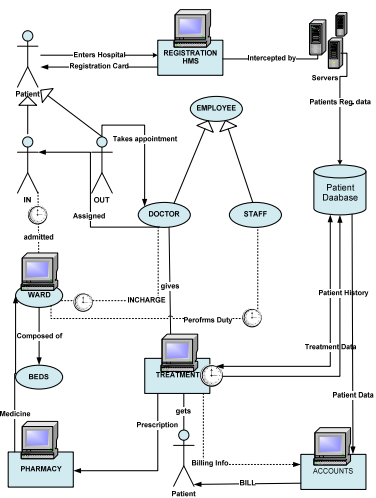 Enters Hospital
REGISTRATION
HMS
Intercepted by
Registration Card
Servers
Patient
Patients Reg. data
EMPLOYEE
Takes appointment
IN
OUT
Patient
Daabase
Assigned
DOCTOR
STAFF
admitted
gives
WARD
INCHARGE
Patient History
Perofrms Duty
Composed of
Treatment Data
BEDS
TREATMENT
Patient Data
gets
Medicine
Prescription
Billing Info
PHARMACY
ACCOUNTS
BILL
Patient